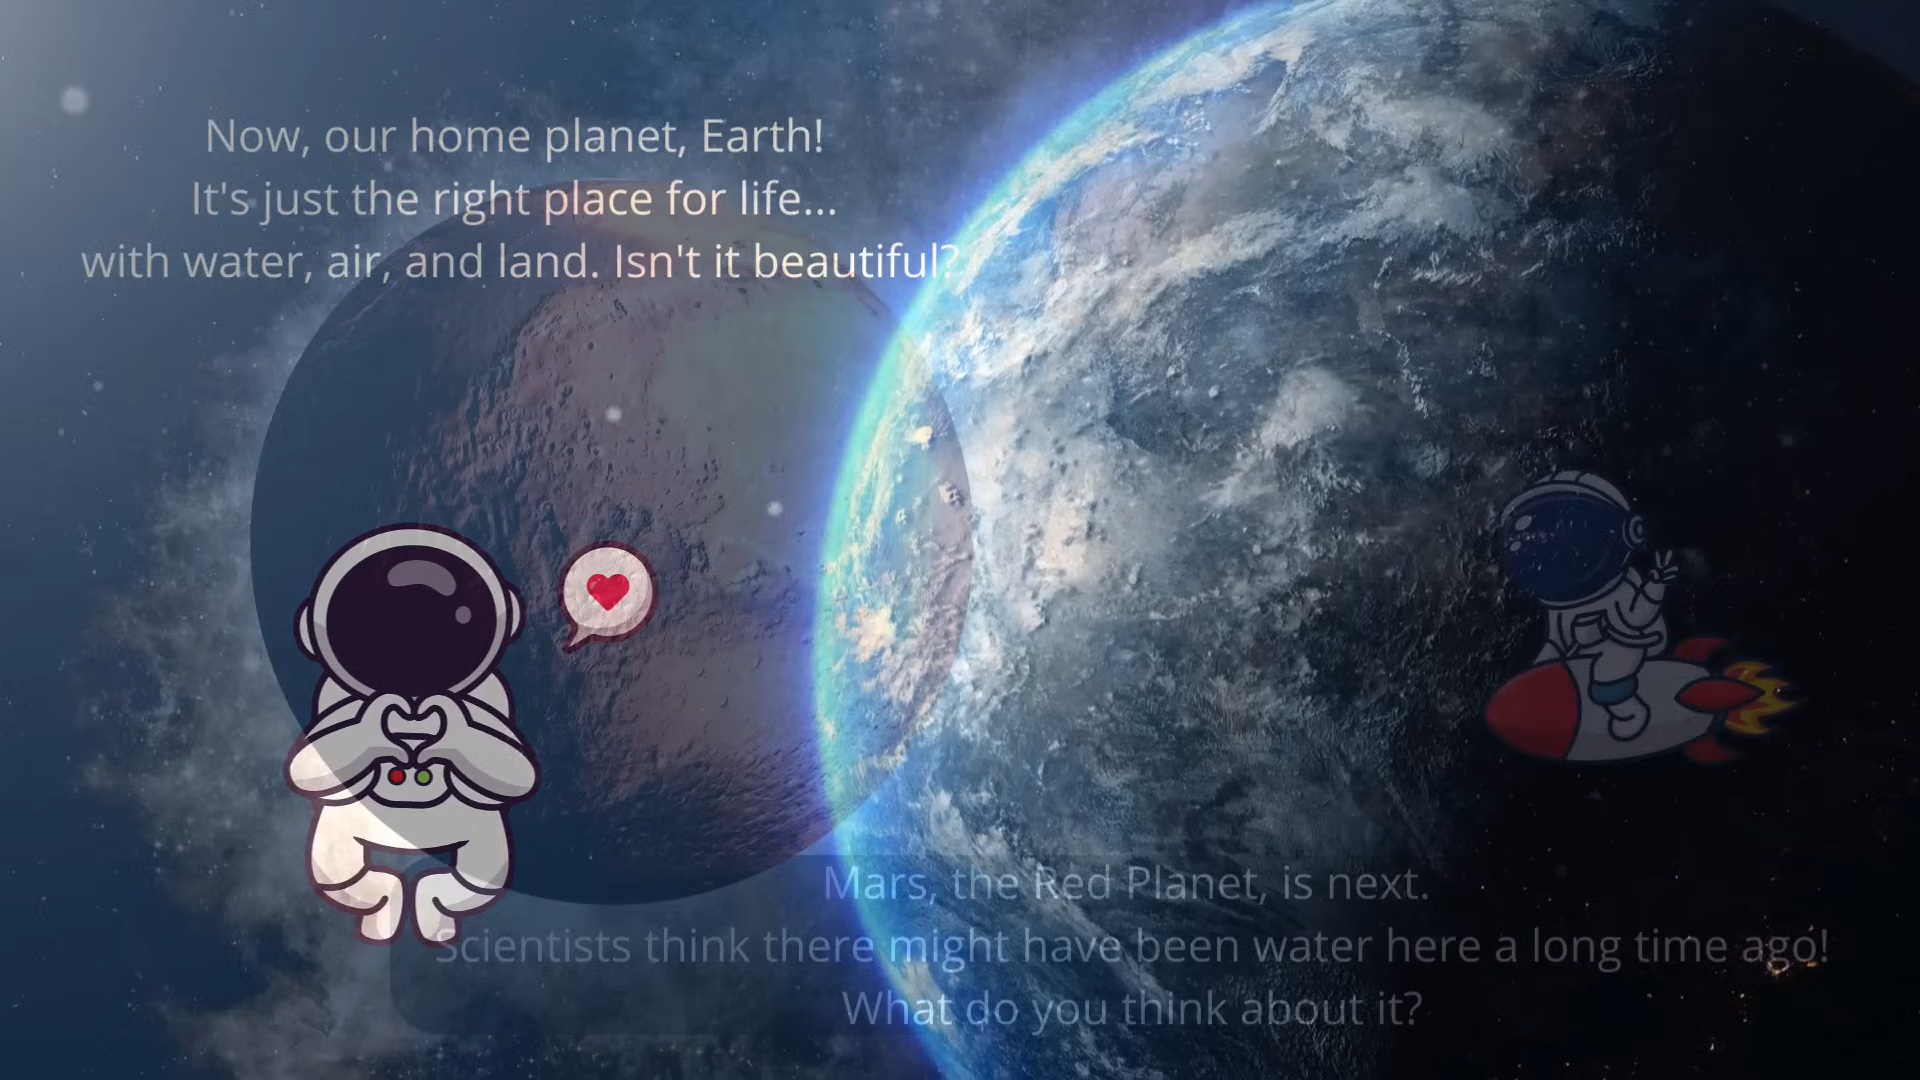 Now, our home planet, Earth!
It's just the right place for life...
with water, air, and land. Isn't it beautiful?
Mars, the Red Planet, is next.
Scientists think there might have been water here a long time ago!
What do you think about it?